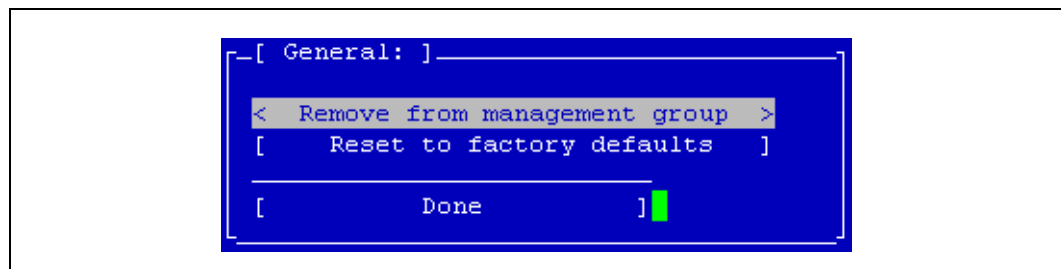 [ General: ]
< Remove from management group >
[ Reset to factory defaults ]
[ Done ]